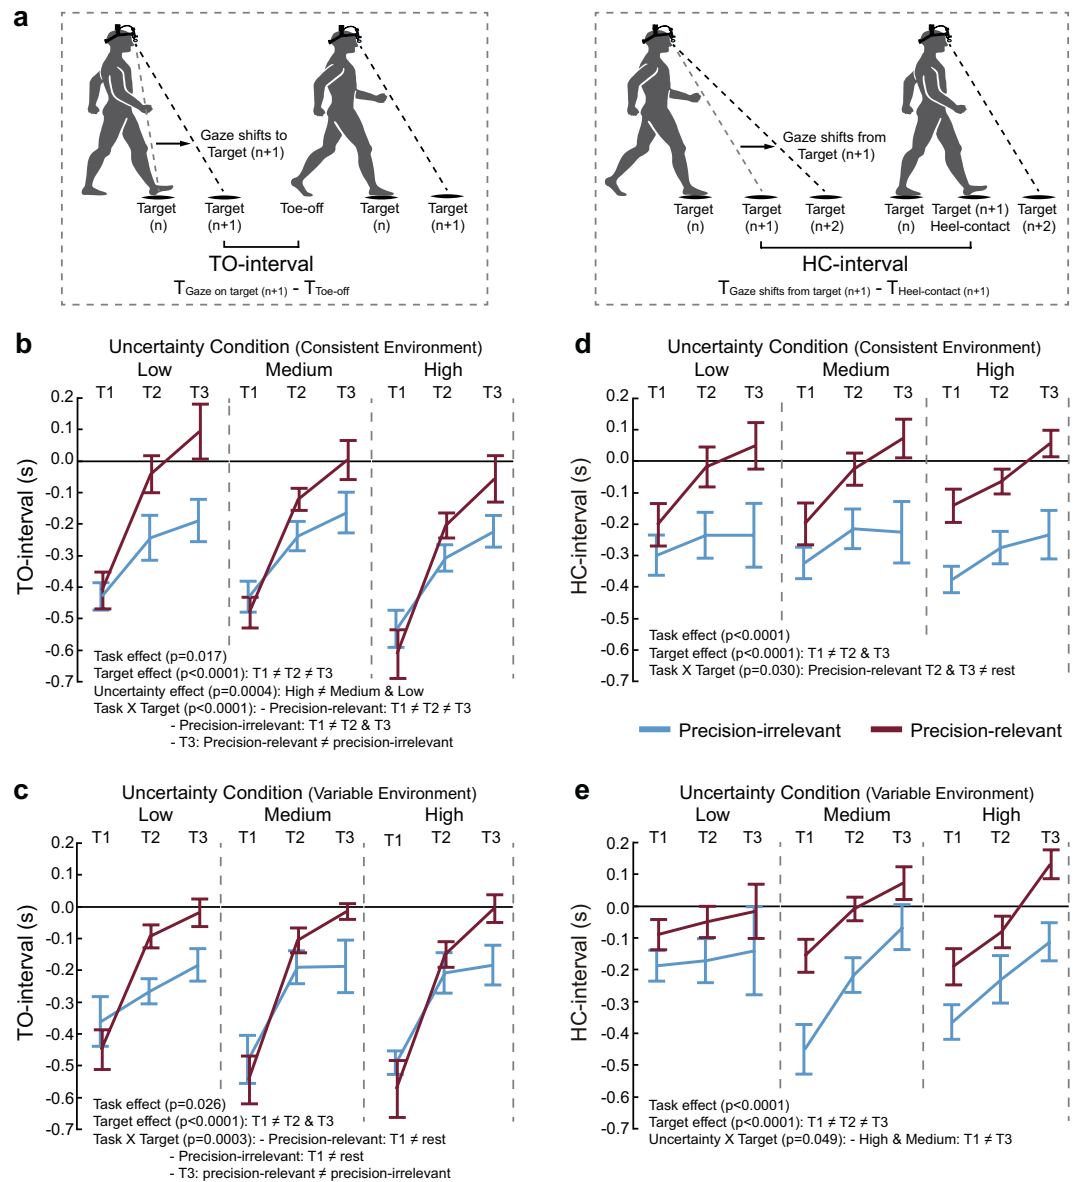 a
Gaze shifts to
Target (n+1)
Target
(n)
Target
(n+1)
Toe-off
Target
(n)
Target
(n+1)
TO-interval
T Gaze on target (n+1) - T Toe-off
Gaze shifts from
Target (n+1)
Target
(n)
Target
(n+1)
Target
(n+2)
Target
(n)
Target (n+1)
Heel-contact
Target
(n+2)
HC-interval
T Gaze shifts from target (n+1) - T Heel-contact (n+1)
b
Uncertainty Condition (Consistent Environment)
Low Medium High
T1 T2 T3 T1 T2 T3 T1 T2 T3
TO-interval (s)
0.2
0.1
0.0
-0.1
-0.2
-0.3
-0.4
-0.5
-0.6
-0.7
Task effect (p=0.017)
Target effect (p<0.0001): T1 ≠ T2 ≠ T3
Uncertainty effect (p=0.0004): High ≠ Medium & Low
Task X Target (p<0.0001): - Precision-relevant: T1 ≠ T2 ≠ T3
- Precision-irrelevant: T1 ≠ T2 & T3
- T3: Precision-relevant ≠ precision-irrelevant
d
Uncertainty Condition (Consistent Environment)
Low Medium High
T1 T2 T3 T1 T2 T3 T1 T2 T3
HC-interval (s)
0.2
0.1
0.0
-0.1
-0.2
-0.3
-0.4
-0.5
-0.6
-0.7
Task effect (p<0.0001)
Target effect (p<0.0001): T1 ≠ T2 & T3
Task X Target (p=0.030): Precision-relevant T2 & T3 ≠ rest
Precision-irrelevant Precision-relevant
c
Uncertainty Condition (Variable Environment)
Low Medium High
T1 T2 T3 T1 T2 T3 T1 T2 T3
TO-interval (s)
0.2
0.1
0.0
-0.1
-0.2
-0.3
-0.4
-0.5
-0.6
-0.7
Task effect (p=0.026)
Target effect (p<0.0001): T1 ≠ T2 & T3
Task X Target (p=0.0003): - Precision-relevant: T1 ≠ rest
- Precision-irrelevant: T1 ≠ rest
- T3: precision-relevant ≠ precision-irrelevant
e
Uncertainty Condition (Variable Environment)
Low Medium High
T1 T2 T3 T1 T2 T3 T1 T2 T3
HC-interval (s)
0.2
0.1
0.0
-0.1
-0.2
-0.3
-0.4
-0.5
-0.6
-0.7
Task effect (p<0.0001)
Target effect (p<0.0001): T1 ≠ T2 ≠ T3
Uncertainty X Target (p=0.049): - High & Medium: T1 ≠ T3